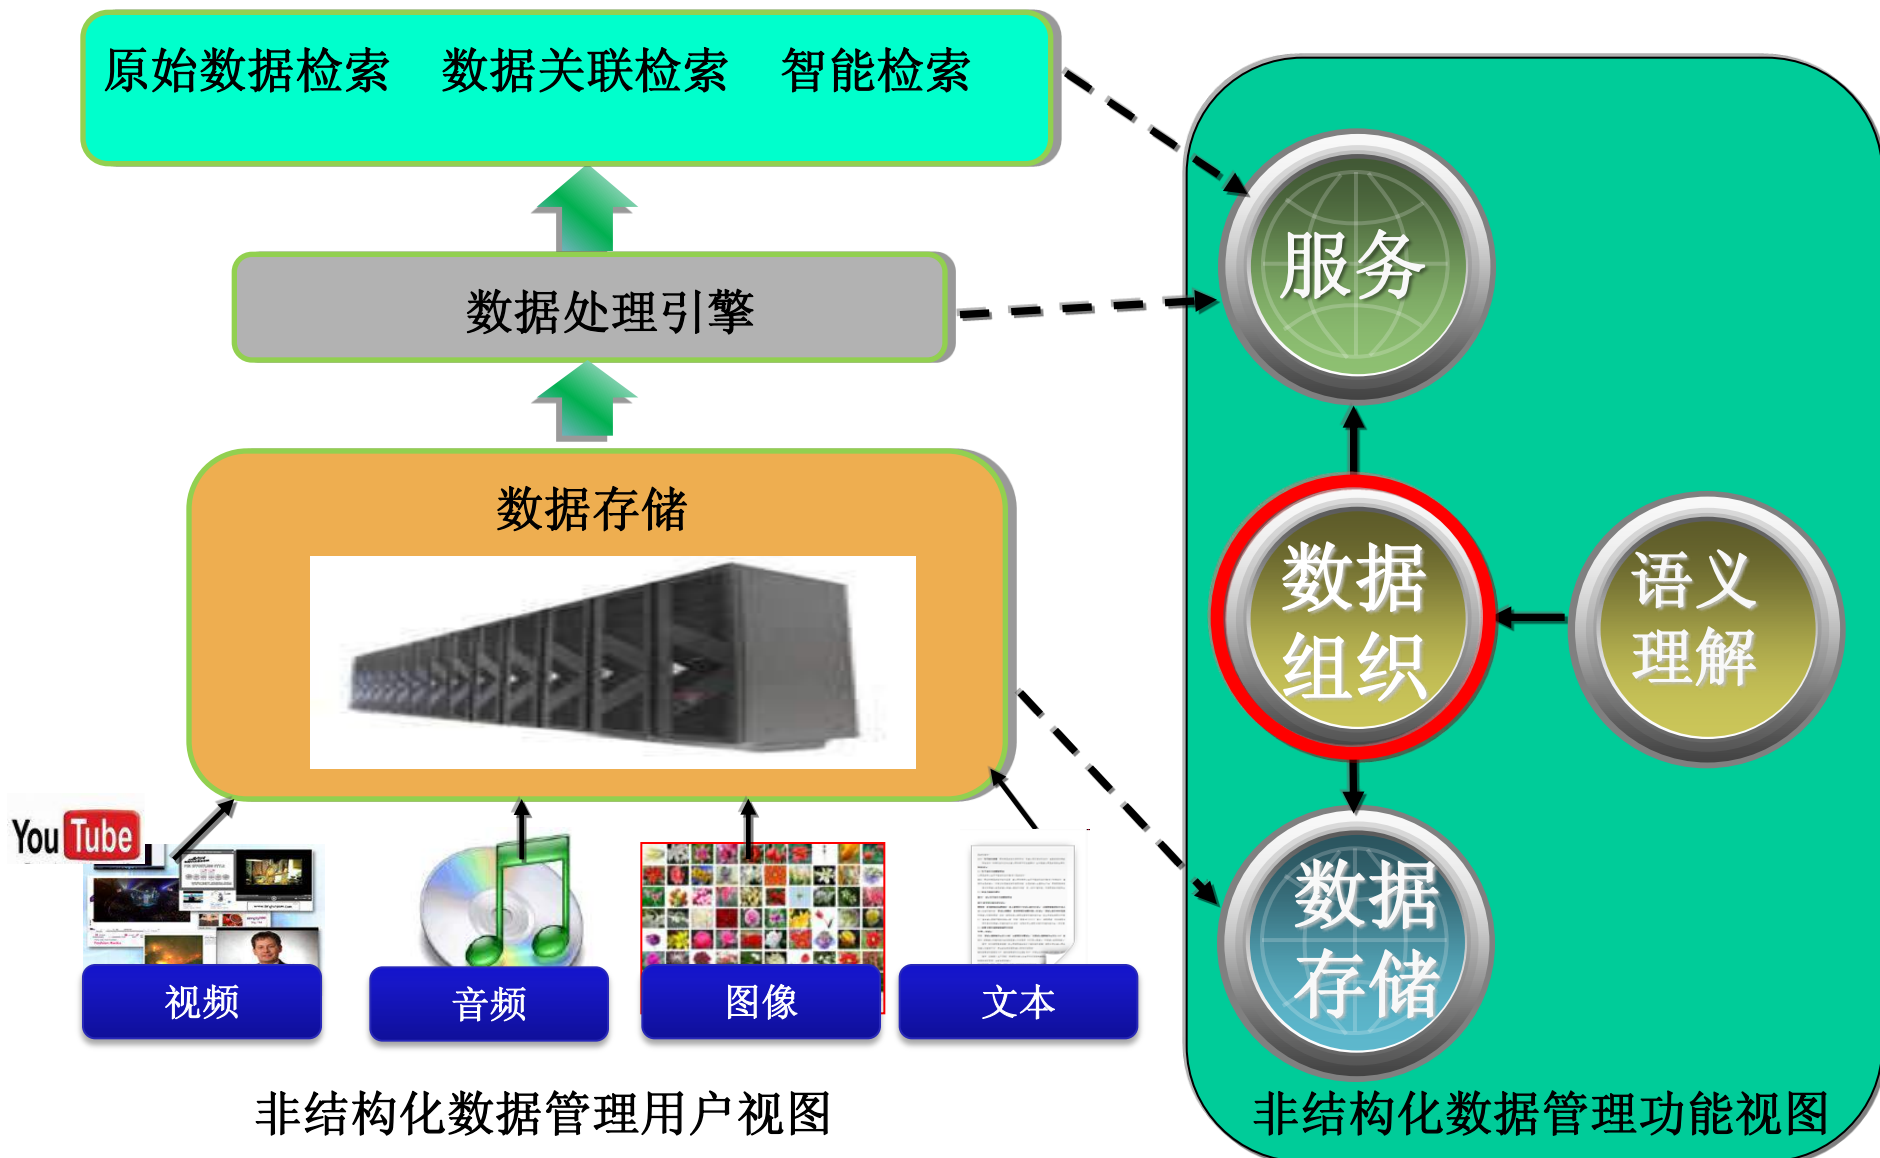 原始数据检索 数据关联检索 智能检索
数据处理引擎
数据存储
YouTube
视频
音频
图像
文本
非结构化数据管理用户视图
服务
数据
组织
语义
理解
数据
存储
非结构化数据管理功能视图